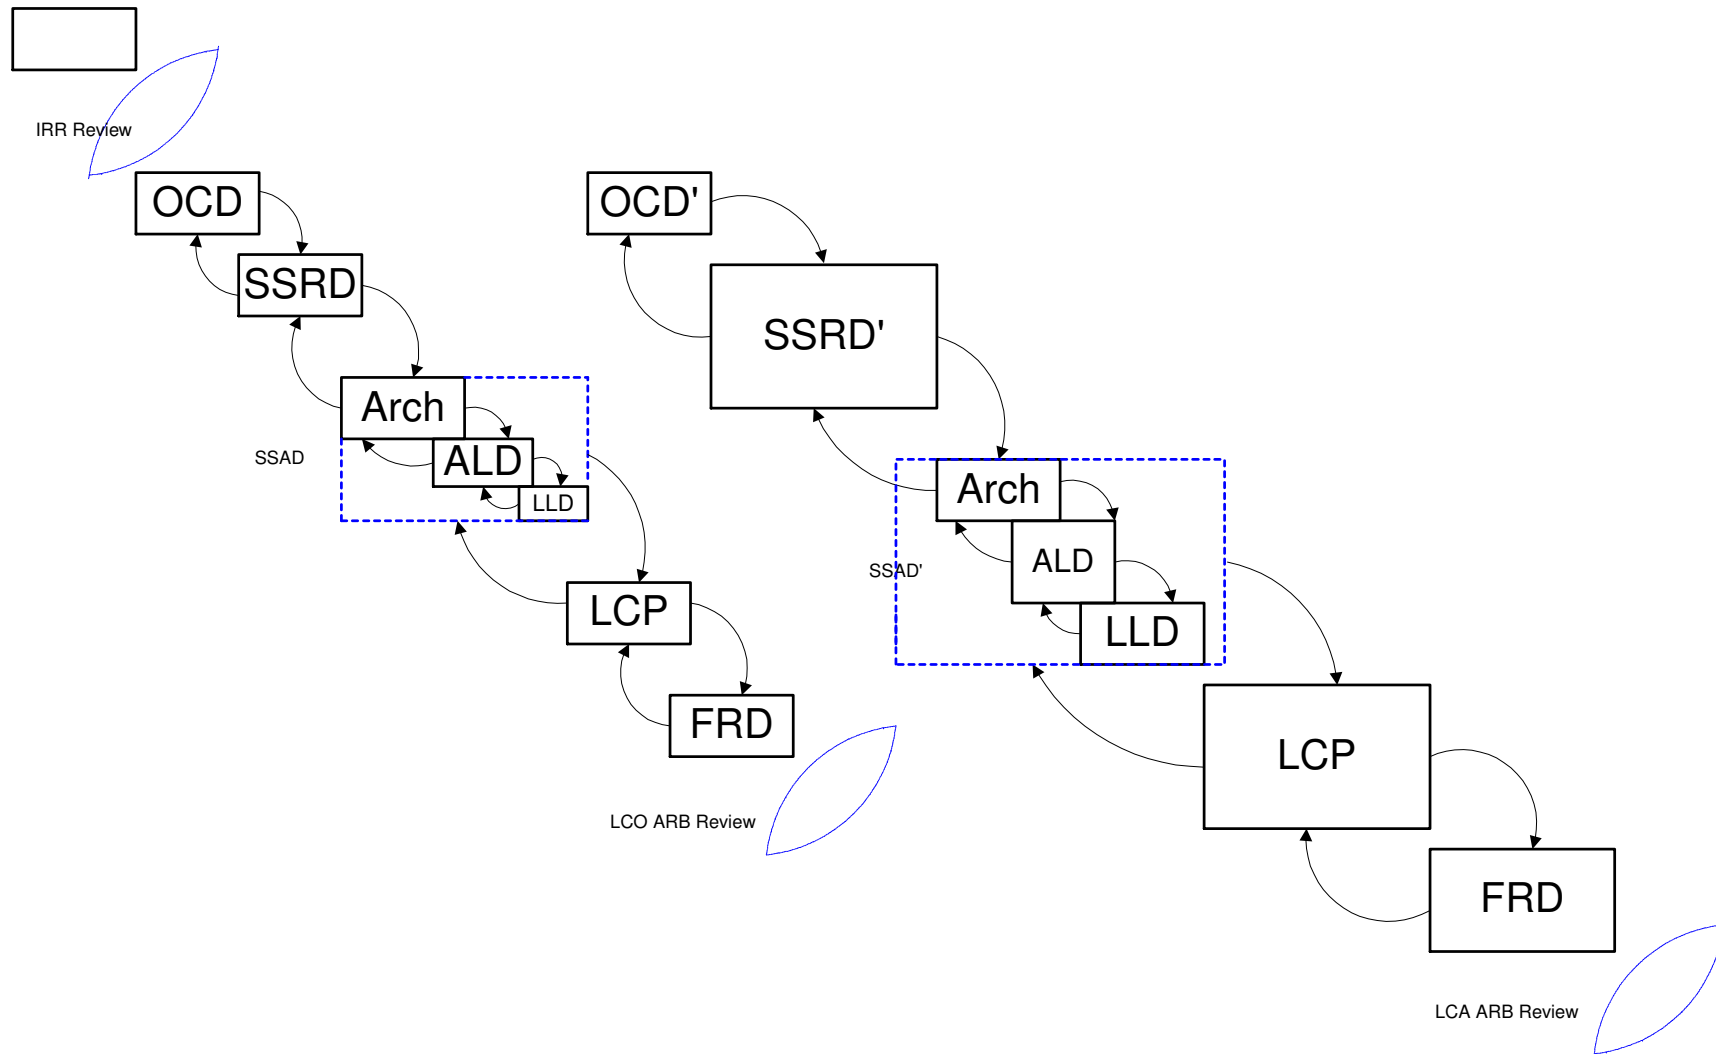 IRR Review
OCD
SSRD
Arch
SSAD
ALD
LLD
LCP
FRD
LCO ARB Review
OCD'
SSRD'
Arch
SSAD'
ALD
LLD
LCP
FRD
LCA ARB Review